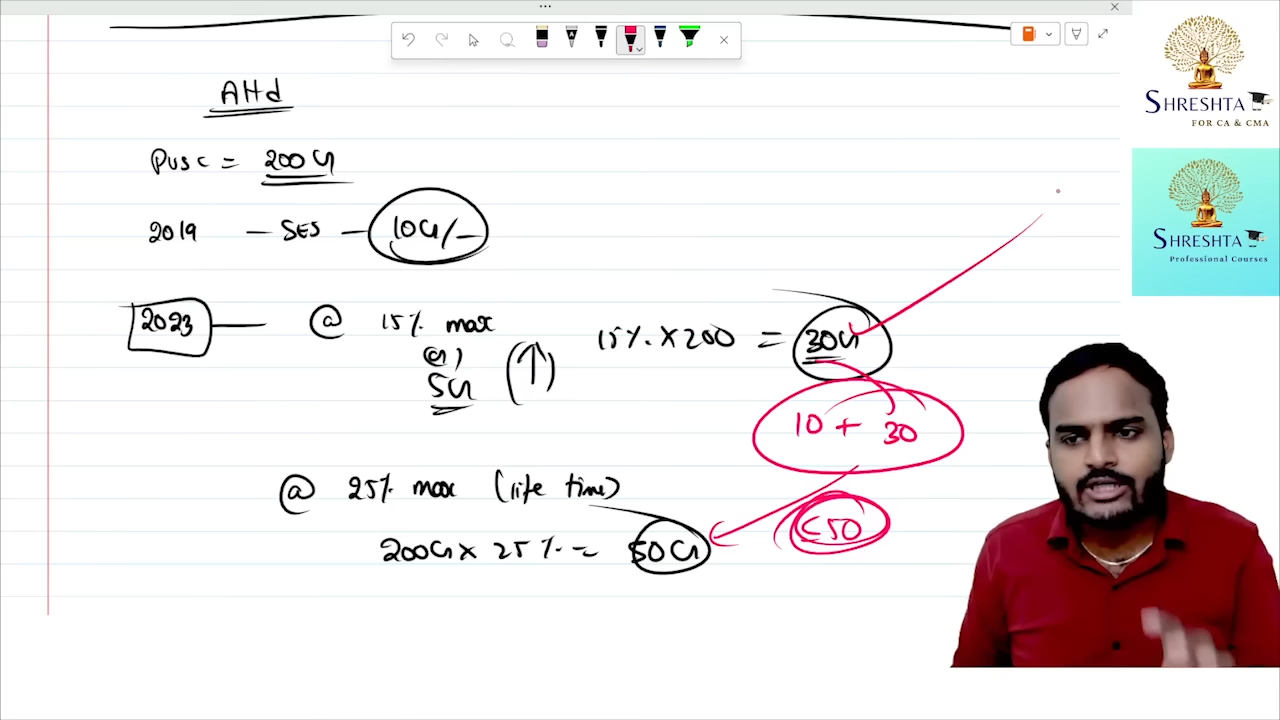 A Ltd
PUSC = 200 Cr
2019 – SES – 10 Cr/-
2023 – @ 15% max 15% × 200 = 30 Cr
(or)
5 Cr (↑)
10 + 30
@ 25% max (life time)
≤ 50
200 Cr × 25% = 50 Cr
SHRESHTA
FOR CA & CMA
SHRESHTA
Professional Courses